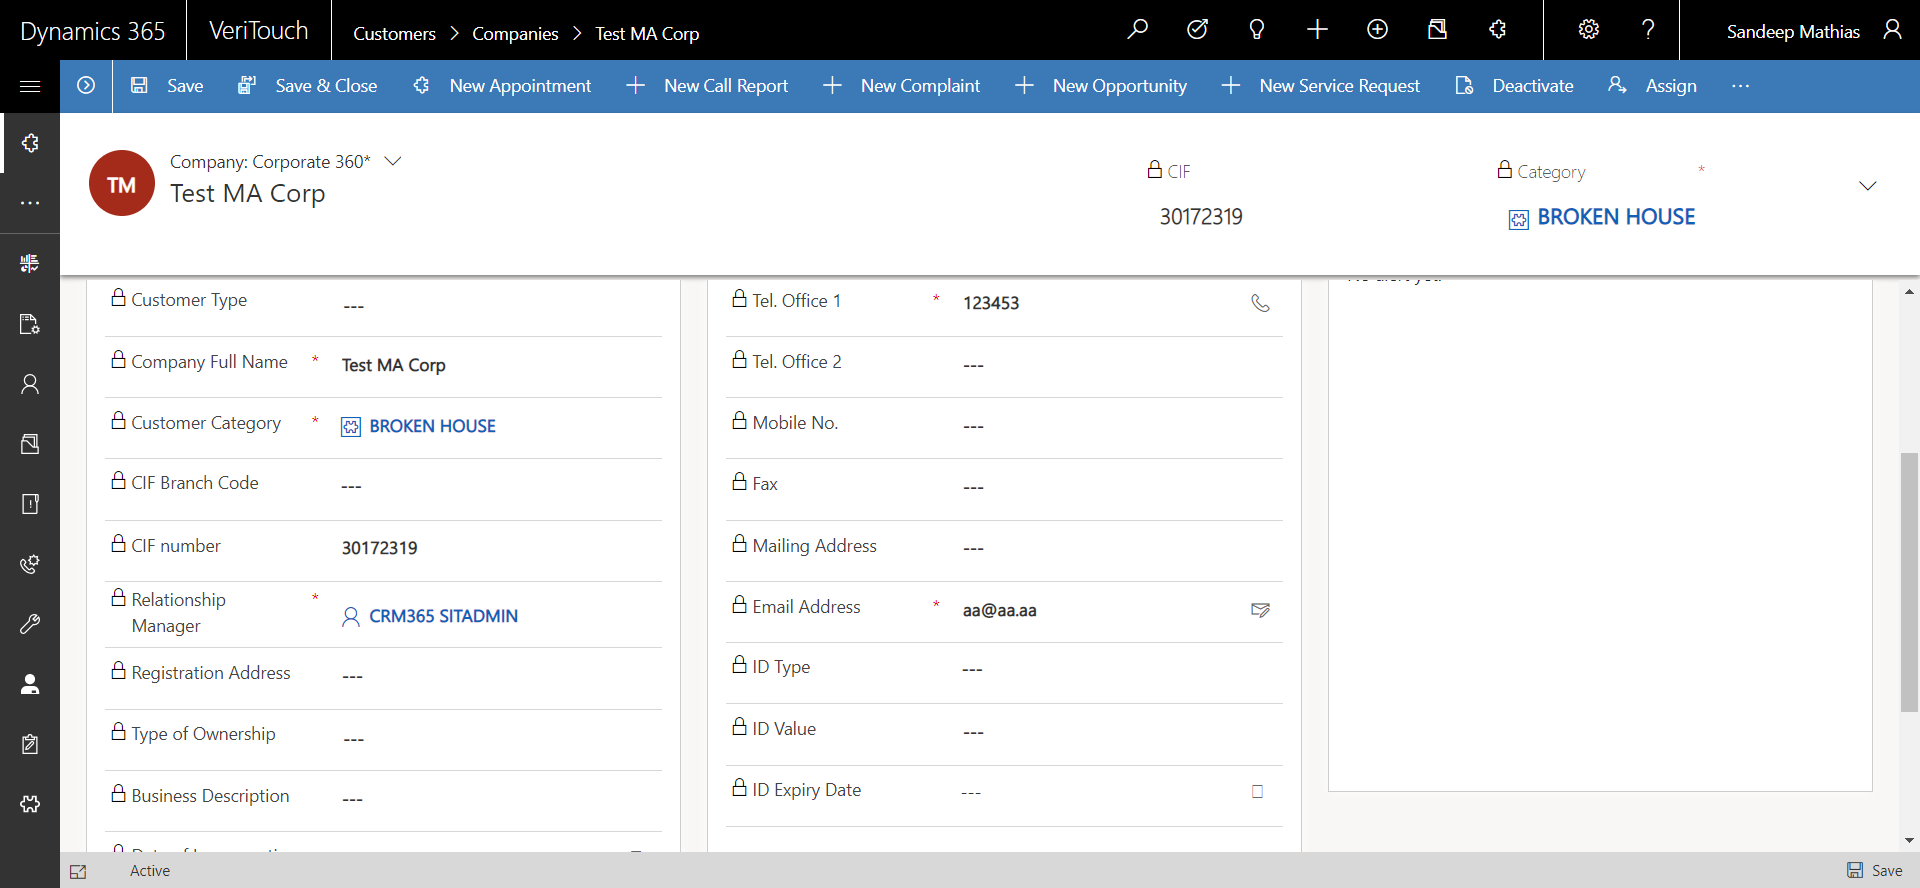 Dynamics 365
VeriTouch
Customers > Companies > Test MA Corp
Sandeep Mathias
Save
Save & Close
New Appointment
New Call Report
New Complaint
New Opportunity
New Service Request
Deactivate
Assign
TM
Company: Corporate 360*
Test MA Corp
CIF
30172319
Category *
BROKEN HOUSE
Customer Type ---
Company Full Name * Test MA Corp
Customer Category * BROKEN HOUSE
CIF Branch Code ---
CIF number 30172319
Relationship
Manager * CRM365 SITADMIN
Registration Address ---
Type of Ownership ---
Business Description ---
Tel. Office 1 * 123453
Tel. Office 2 ---
Mobile No. ---
Fax ---
Mailing Address ---
Email Address * aa@aa.aa
ID Type ---
ID Value ---
ID Expiry Date ---
Active
Save